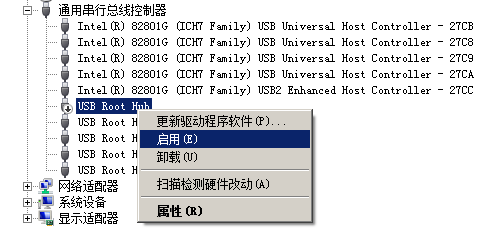 通用串行总线控制器
Intel(R) 82801G (ICH7 Family) USB Universal Host Controller - 27CB
Intel(R) 82801G (ICH7 Family) USB Universal Host Controller - 27C8
Intel(R) 82801G (ICH7 Family) USB Universal Host Controller - 27C9
Intel(R) 82801G (ICH7 Family) USB Universal Host Controller - 27CA
Intel(R) 82801G (ICH7 Family) USB2 Enhanced Host Controller - 27CC
USB Root Hub
USB Root H
USB Root H
USB Root H
USB Root H
网络适配器
系统设备
显示适配器
更新驱动程序软件(P)...
启用(E)
卸载(U)
扫描检测硬件改动(A)
属性(R)